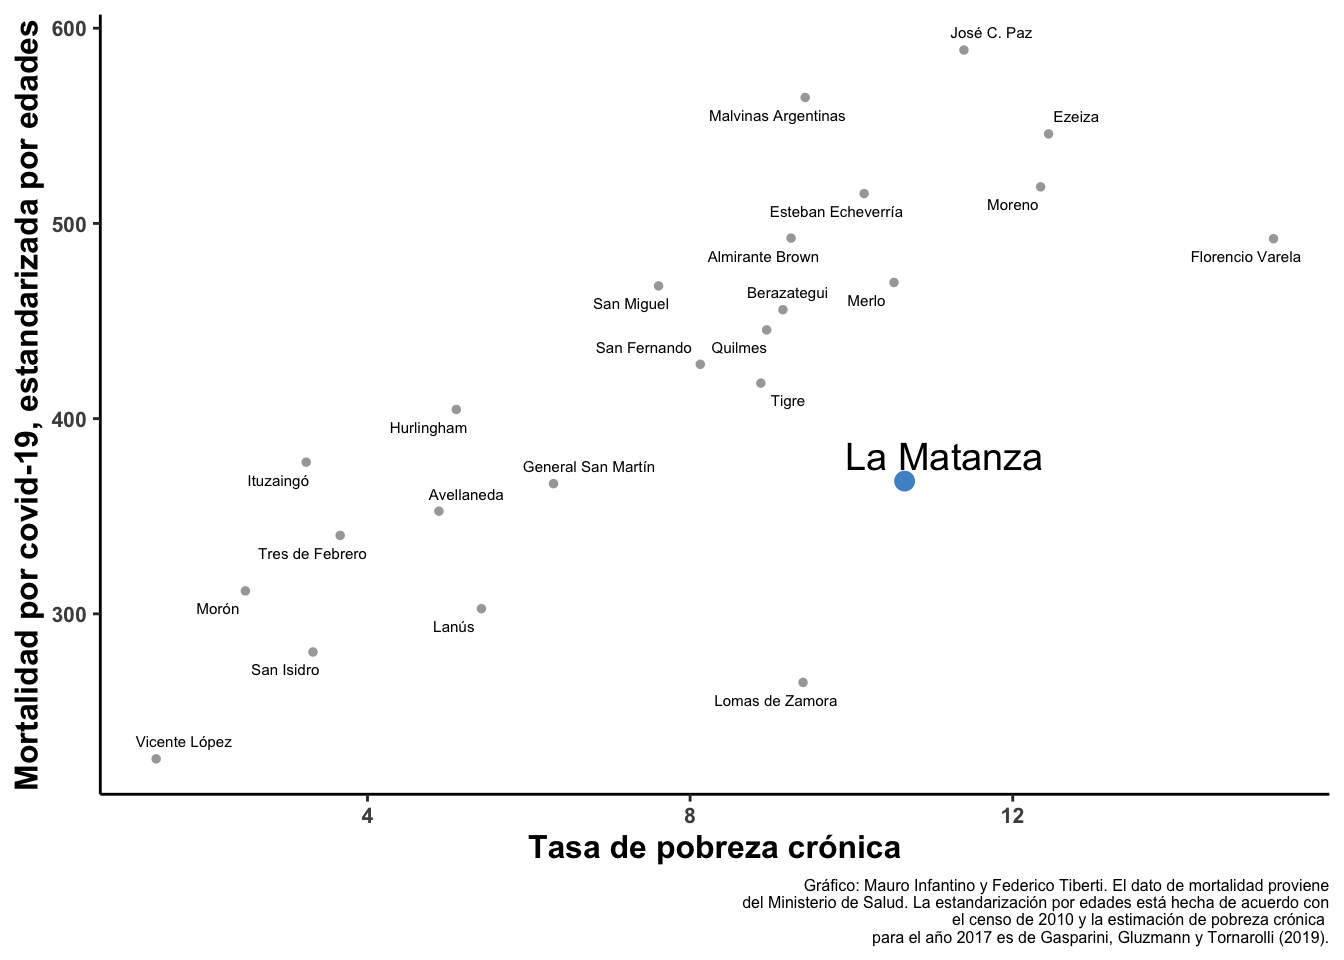 Mortalidad por covid-19, estandarizada por edades
600
500
400
300
José C. Paz
Malvinas Argentinas
Ezeiza
Moreno
Esteban Echeverría
Almirante Brown
Florencio Varela
Berazategui
San Miguel
Merlo
San Fernando
Quilmes
Tigre
Hurlingham
La Matanza
General San Martín
Ituzaingó
Avellaneda
Tres de Febrero
Morón
Lanús
San Isidro
Lomas de Zamora
Vicente López
4
8
12
Tasa de pobreza crónica
Gráfico: Mauro Infantino y Federico Tiberti. El dato de mortalidad proviene
del Ministerio de Salud. La estandarización por edades está hecha de acuerdo con
el censo de 2010 y la estimación de pobreza crónica
para el año 2017 es de Gasparini, Gluzmann y Tornarolli (2019).